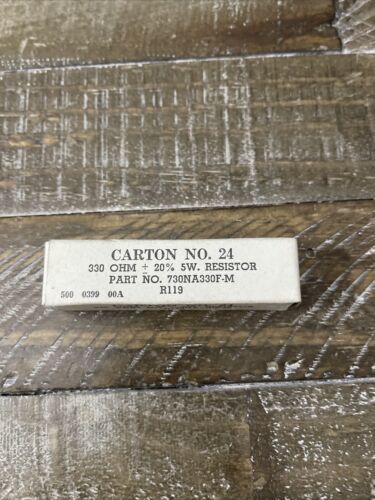 CARTON NO. 24
330 OHM ± 20% 5W. RESISTOR
PART NO. 730NA330F-M
R119
500 0399 00A